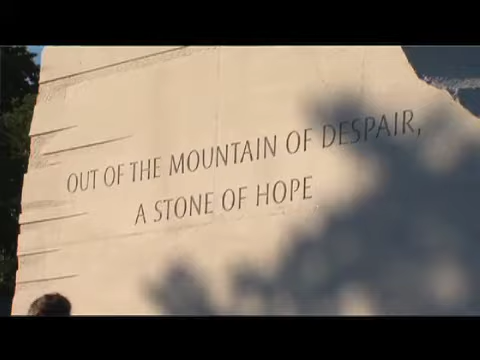 OUT OF THE MOUNTAIN OF DESPAIR,
A STONE OF HOPE